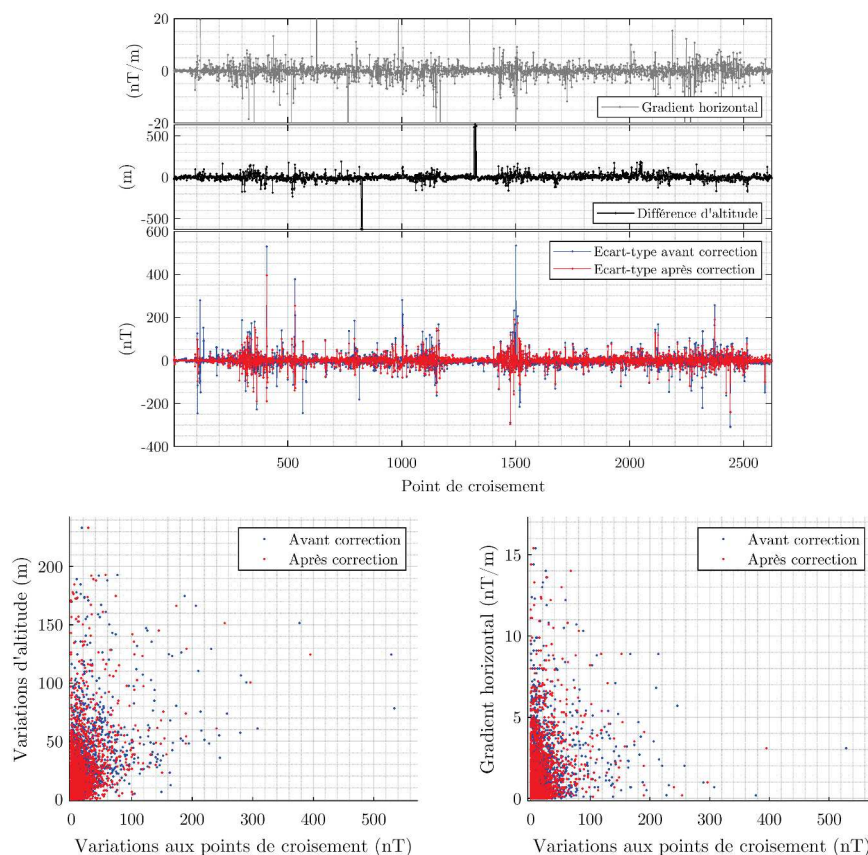 20
10
0
-10
-20
(nT/m)
Gradient horizontal
500
0
-500
(m)
Différence d'altitude
600
400
200
0
-200
-400
(nT)
Ecart-type avant correction
Ecart-type après correction
500
1000
1500
2000
2500
Point de croisement
200
150
100
50
0
Variations d'altitude (m)
Avant correction
Après correction
0
100
200
300
400
500
Variations aux points de croisement (nT)
15
10
5
0
Gradient horizontal (nT/m)
Avant correction
Après correction
0
100
200
300
400
500
Variations aux points de croisement (nT)